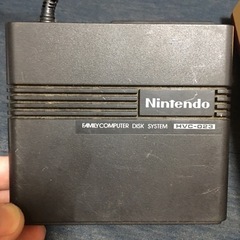 Nintendo
FAMILY COMPUTER DISK SYSTEM HVC-023